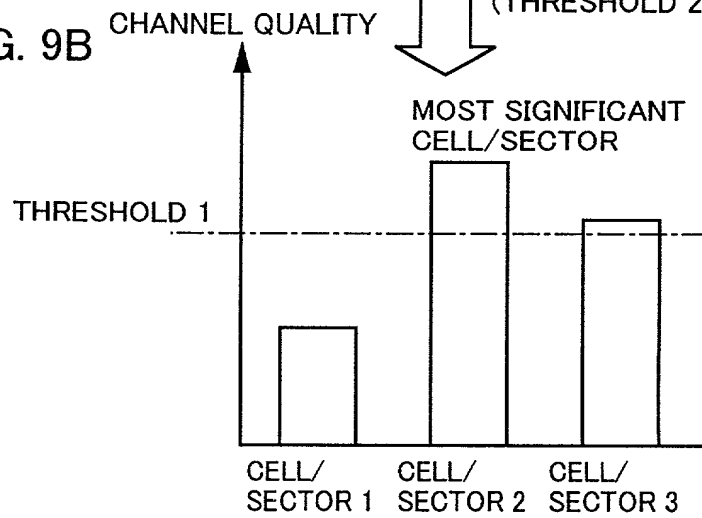 (THRESHOLD 2
G. 9B
CHANNEL QUALITY
MOST SIGNIFICANT
CELL/SECTOR
THRESHOLD 1
CELL/
SECTOR 1
CELL/
SECTOR 2
CELL/
SECTOR 3